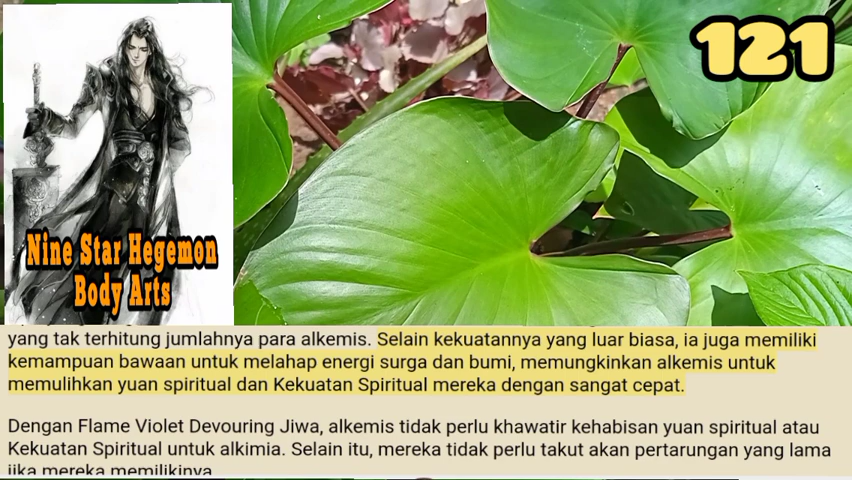 121
Nine Star Hegemon
Body Arts
yang tak terhitung jumlahnya para alkemis. Selain kekuatannya yang luar biasa, ia juga memiliki
kemampuan bawaan untuk melahap energi surga dan bumi, memungkinkan alkemis untuk
memulihkan yuan spiritual dan Kekuatan Spiritual mereka dengan sangat cepat.
Dengan Flame Violet Devouring Jiwa, alkemis tidak perlu khawatir kehabisan yuan spiritual atau
Kekuatan Spiritual untuk alkimia. Selain itu, mereka tidak perlu takut akan pertarungan yang lama
jika mereka memilikinya